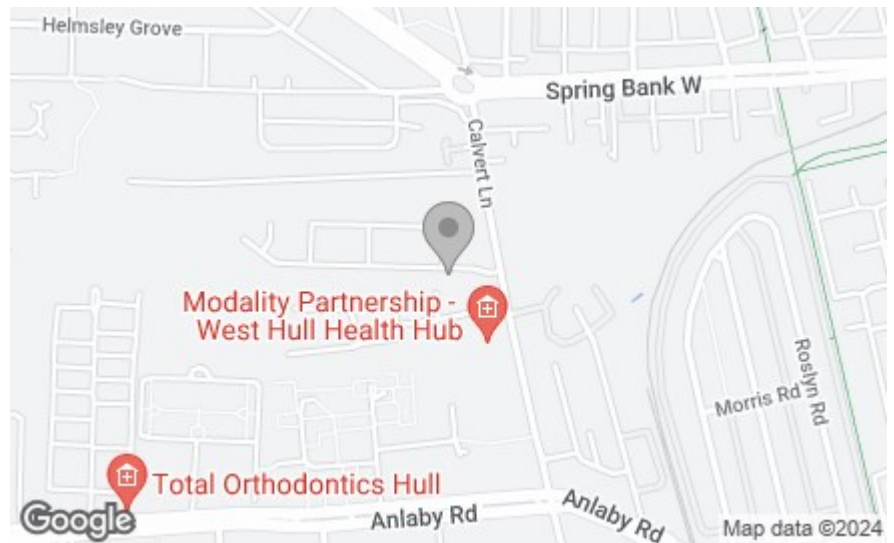 Helmsley Grove
Spring Bank W
Calvert Ln
Modality Partnership -
West Hull Health Hub
Roslyn Rd
Morris Rd
Total Orthodontics Hull
Anlaby Rd
Anlaby Rd
Google
Map data ©2024